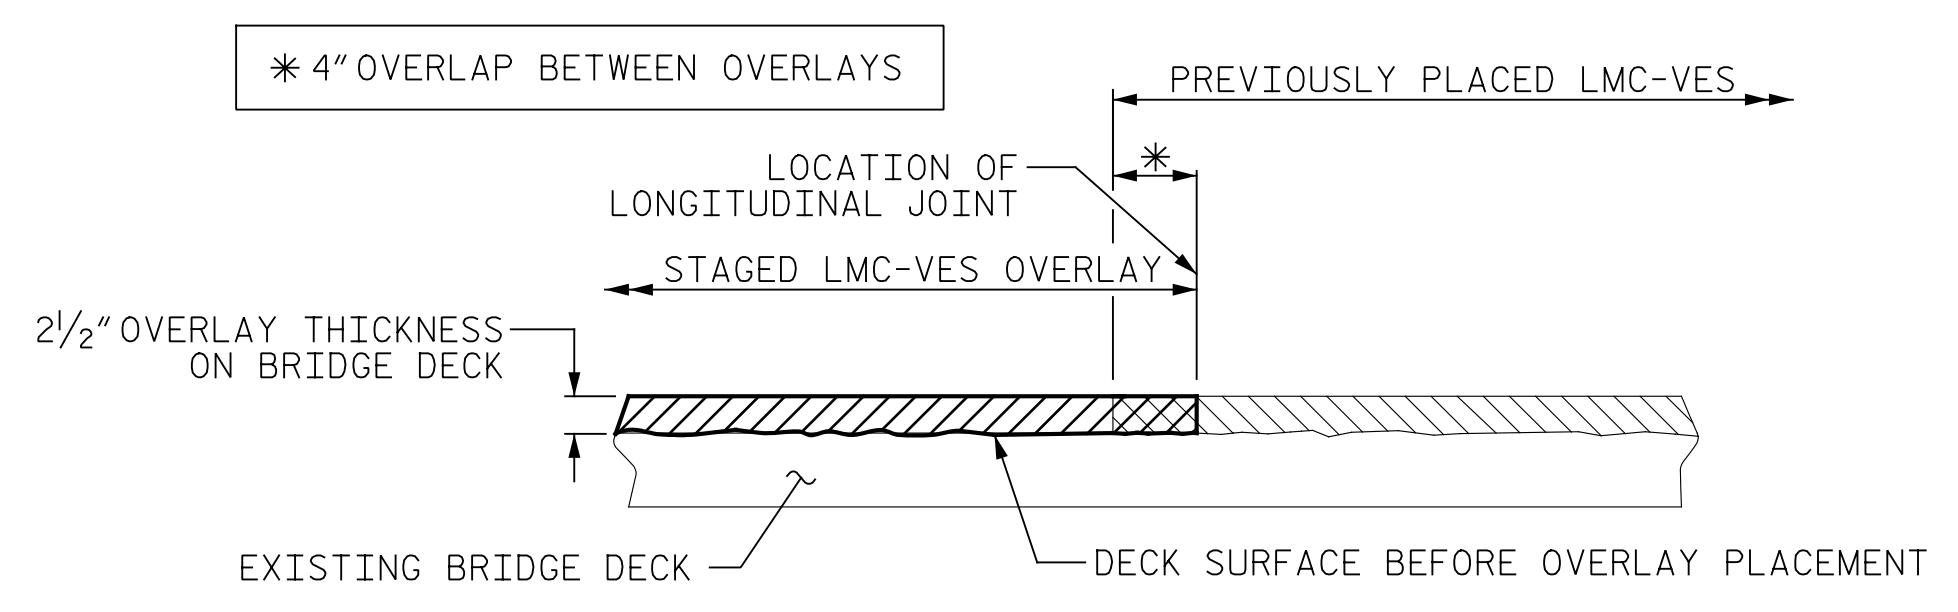 * 4" OVERLAP BETWEEN OVERLAYS
PREVIOUSLY PLACED LMC-VES
*
LOCATION OF
LONGITUDINAL JOINT
STAGED LMC-VES OVERLAY
2½" OVERLAY THICKNESS
ON BRIDGE DECK
EXISTING BRIDGE DECK
DECK SURFACE BEFORE OVERLAY PLACEMENT